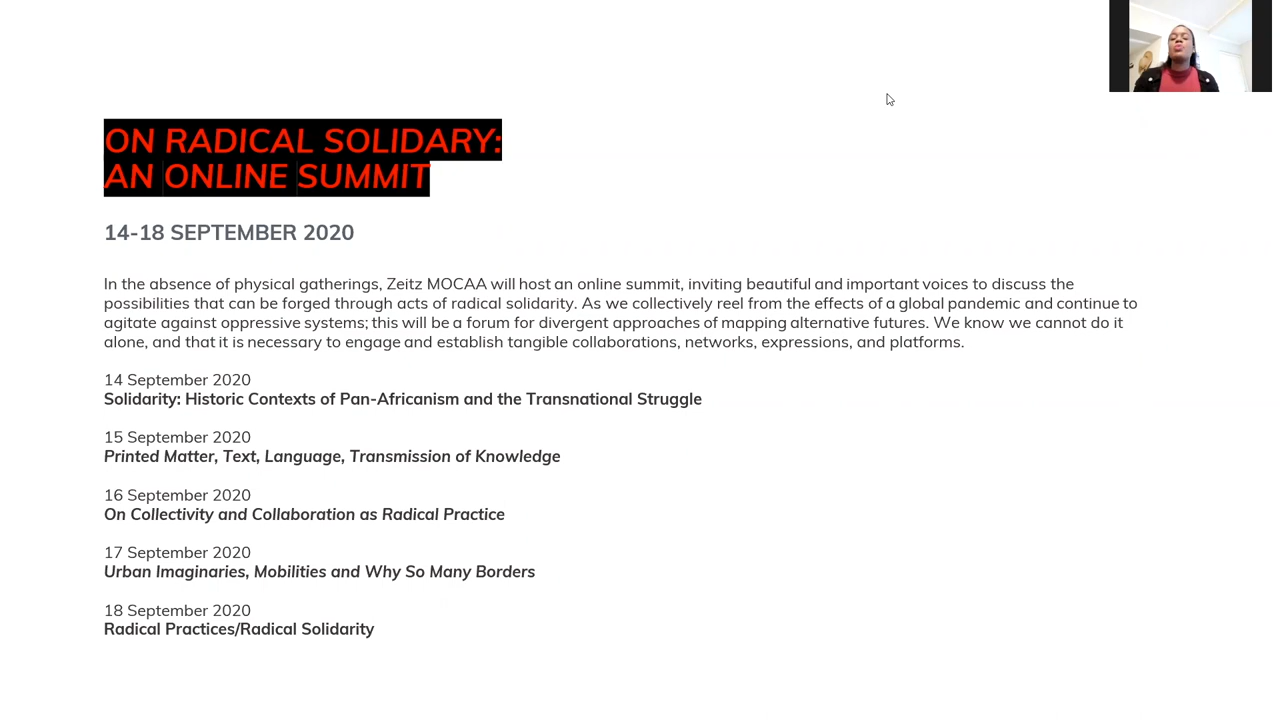 ON RADICAL SOLIDARY:
AN ONLINE SUMMIT
14-18 SEPTEMBER 2020
In the absence of physical gatherings, Zeitz MOCAA will host an online summit, inviting beautiful and important voices to discuss the
possibilities that can be forged through acts of radical solidarity. As we collectively reel from the effects of a global pandemic and continue to
agitate against oppressive systems; this will be a forum for divergent approaches of mapping alternative futures. We know we cannot do it
alone, and that it is necessary to engage and establish tangible collaborations, networks, expressions, and platforms.
14 September 2020
Solidarity: Historic Contexts of Pan-Africanism and the Transnational Struggle
15 September 2020
Printed Matter, Text, Language, Transmission of Knowledge
16 September 2020
On Collectivity and Collaboration as Radical Practice
17 September 2020
Urban Imaginaries, Mobilities and Why So Many Borders
18 September 2020
Radical Practices/Radical Solidarity